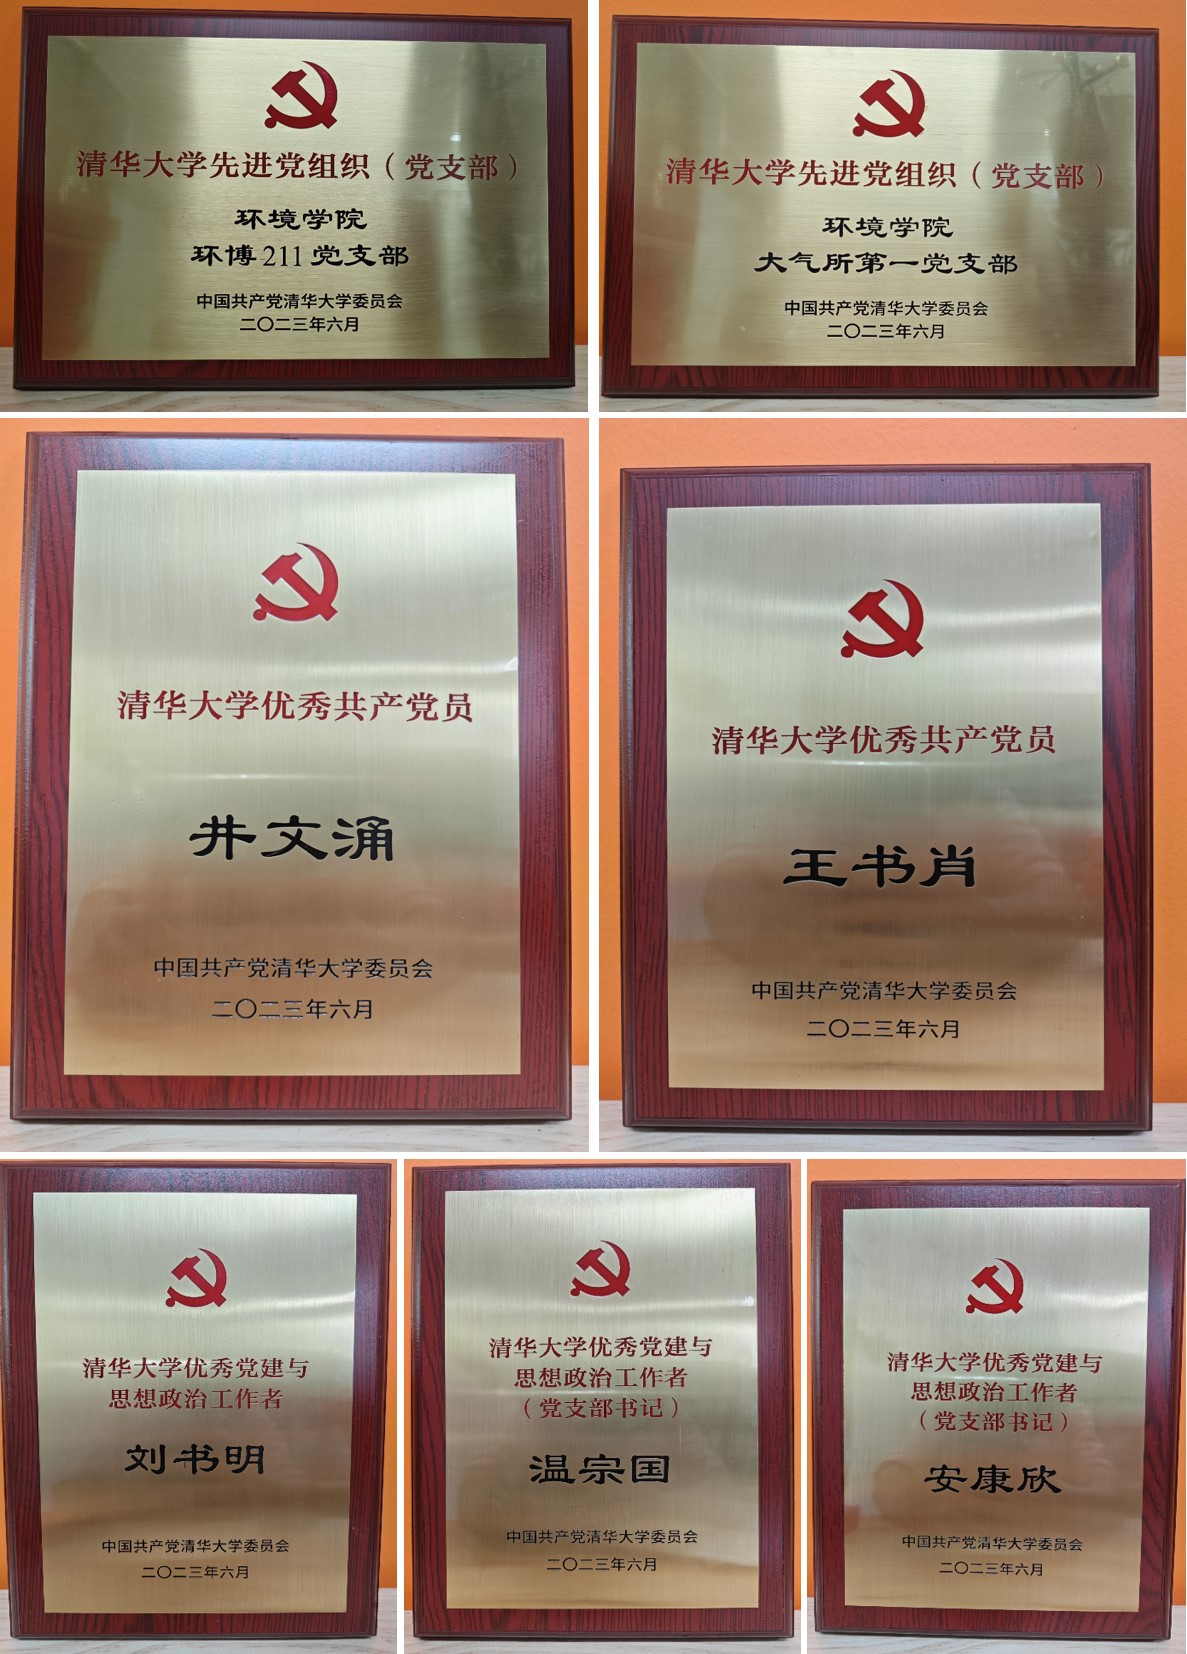 清华大学先进党组织（党支部）
环境学院
环博211党支部
中国共产党清华大学委员会
二〇二三年六月
清华大学先进党组织（党支部）
环境学院
大气所第一党支部
中国共产党清华大学委员会
二〇二三年六月
清华大学优秀共产党员
井文涌
中国共产党清华大学委员会
二〇二三年六月
清华大学优秀共产党员
王书肖
中国共产党清华大学委员会
二〇二三年六月
清华大学优秀党建与
思想政治工作者
刘书明
中国共产党清华大学委员会
二〇二三年六月
清华大学优秀党建与
思想政治工作者
（党支部书记）
温宗国
中国共产党清华大学委员会
二〇二三年六月
清华大学优秀党建与
思想政治工作者
（党支部书记）
安康欣
中国共产党清华大学委员会
二〇二三年六月